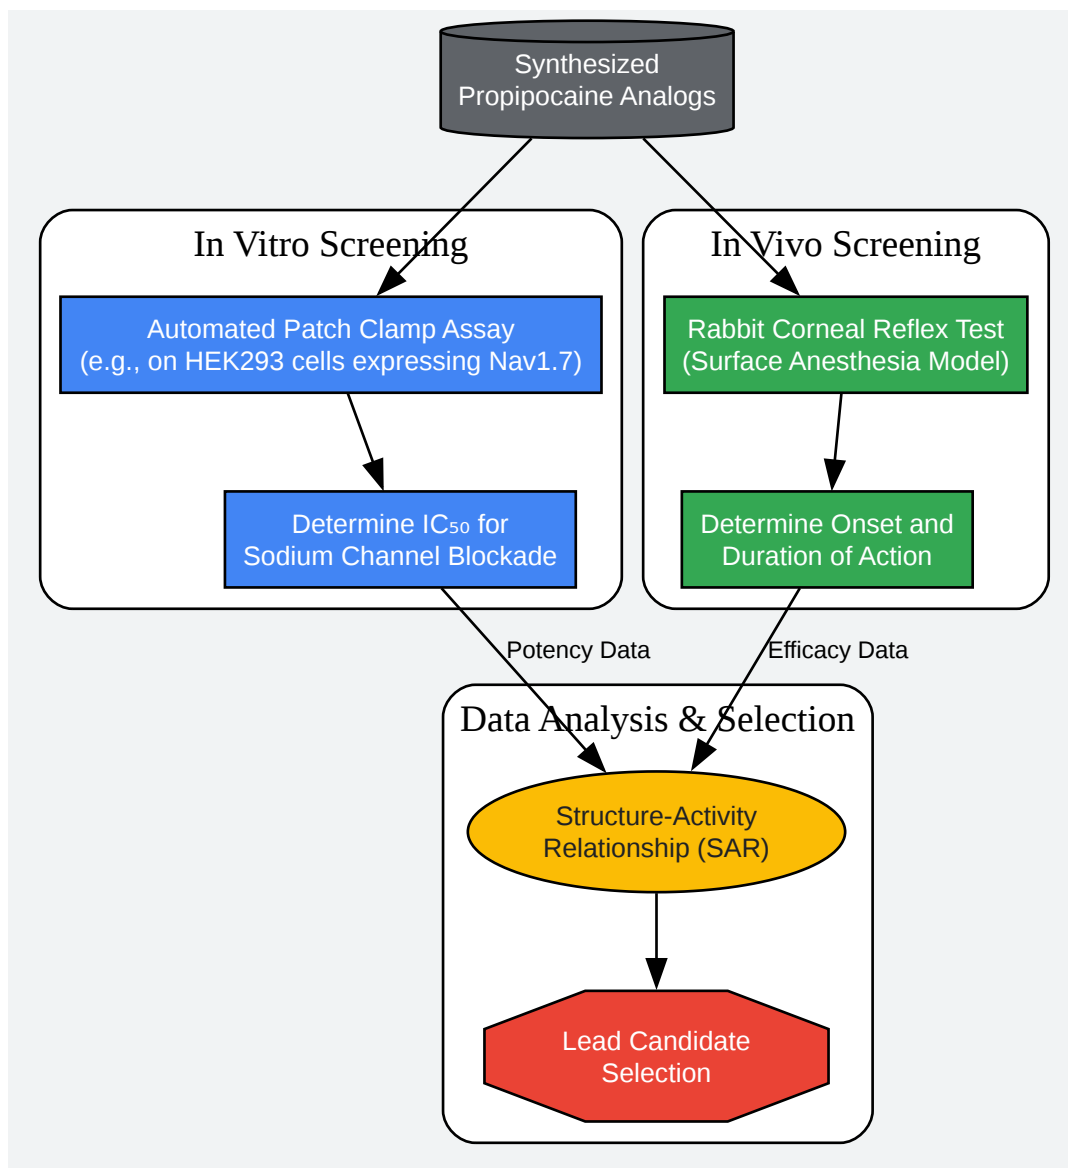 Synthesized
Propipocaine Analogs
In Vitro Screening
Automated Patch Clamp Assay
(e.g., on HEK293 cells expressing Nav1.7)
Determine IC₅₀ for
Sodium Channel Blockade
In Vivo Screening
Rabbit Corneal Reflex Test
(Surface Anesthesia Model)
Determine Onset and
Duration of Action
Potency Data
Efficacy Data
Data Analysis & Selection
Structure-Activity
Relationship (SAR)
Lead Candidate
Selection